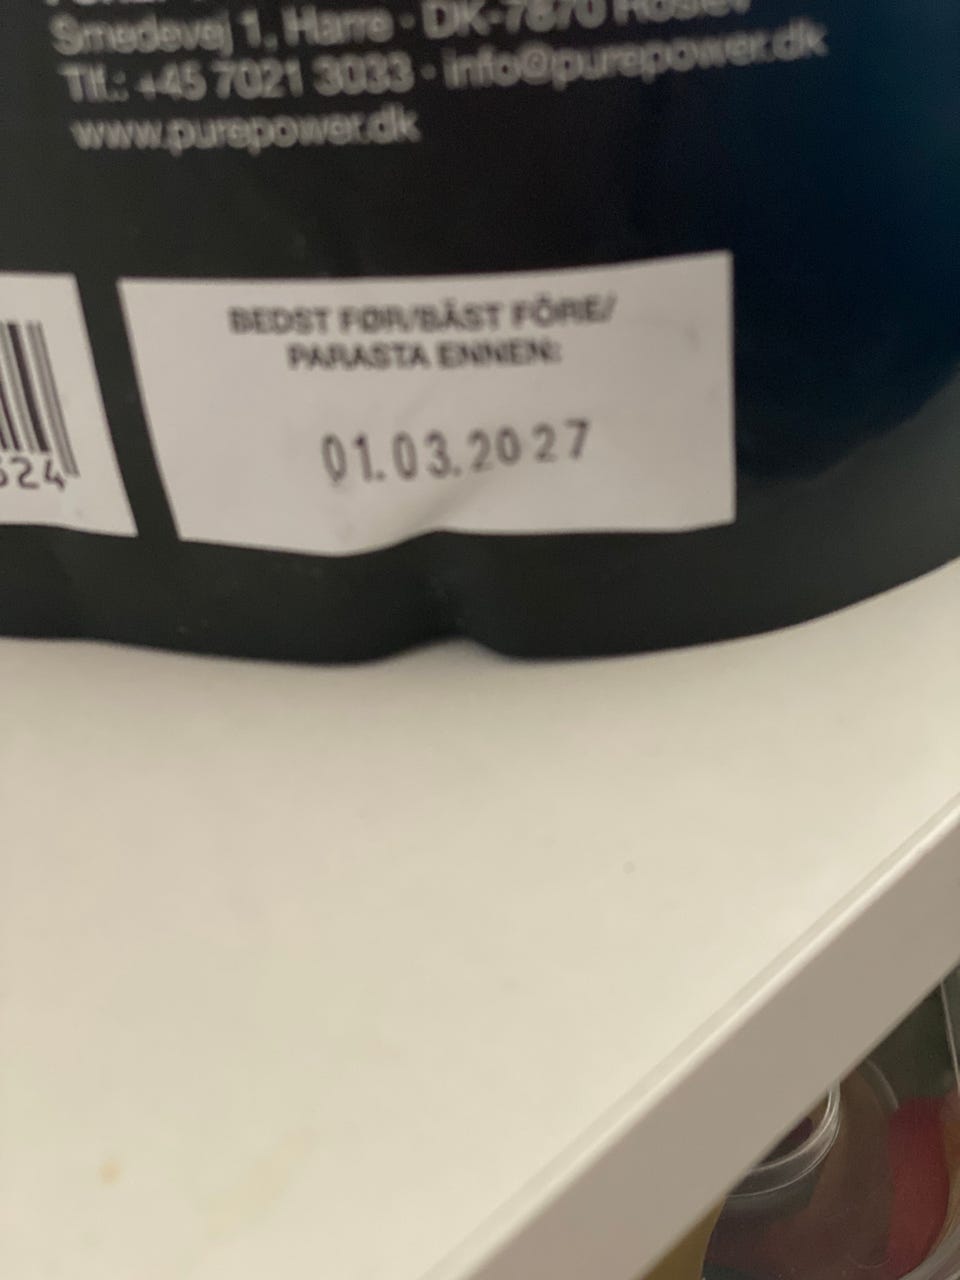 Smedevej 1, Harre · DK-7870 Roslev
Tlf.: +45 7021 3033 · info@purepower.dk
www.purepower.dk
BEDST FØR/BÄST FÖRE/
PARASTA ENNEN:
01.03.2027
524